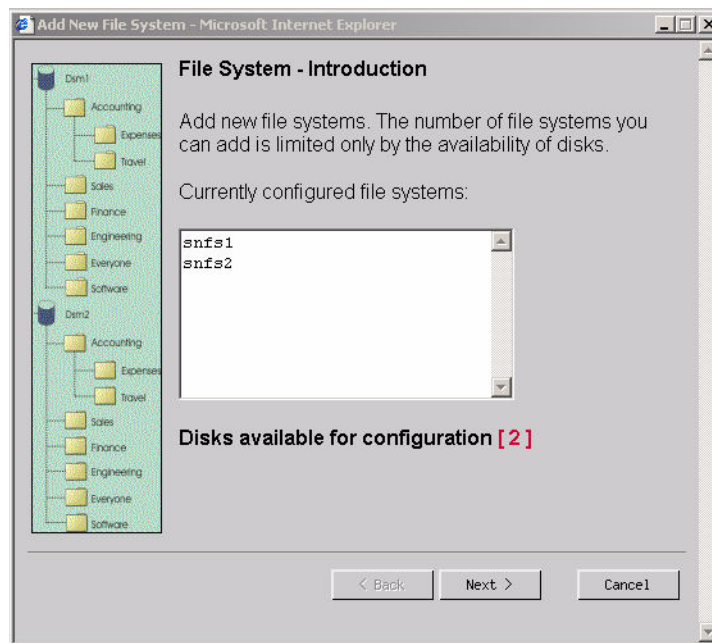 Add New File System - Microsoft Internet Explorer
Dsm1
Accounting
Expenses
Travel
Sales
Finance
Engineering
Everyone
Software
Dsm2
Accounting
Expenses
Travel
Sales
Finance
Engineering
Everyone
Software
File System - Introduction
Add new file systems. The number of file systems you
can add is limited only by the availability of disks.
Currently configured file systems:
snfs1
snfs2
Disks available for configuration [ 2 ]
< Back
Next >
Cancel